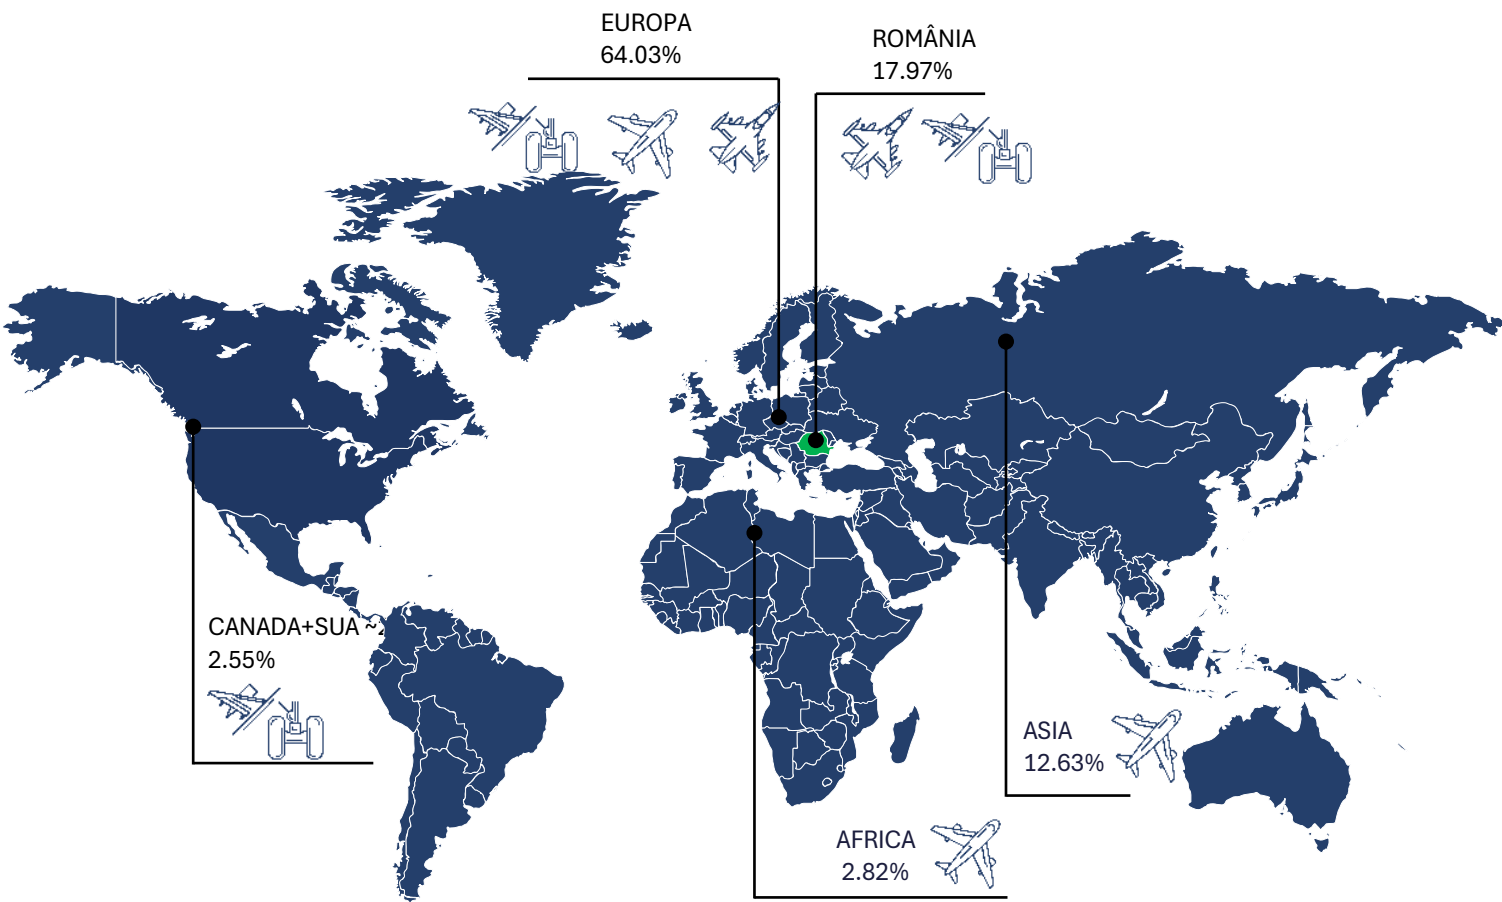 EUROPA
64.03%
ROMÂNIA
17.97%
CANADA+SUA ~
2.55%
ASIA
12.63%
AFRICA
2.82%